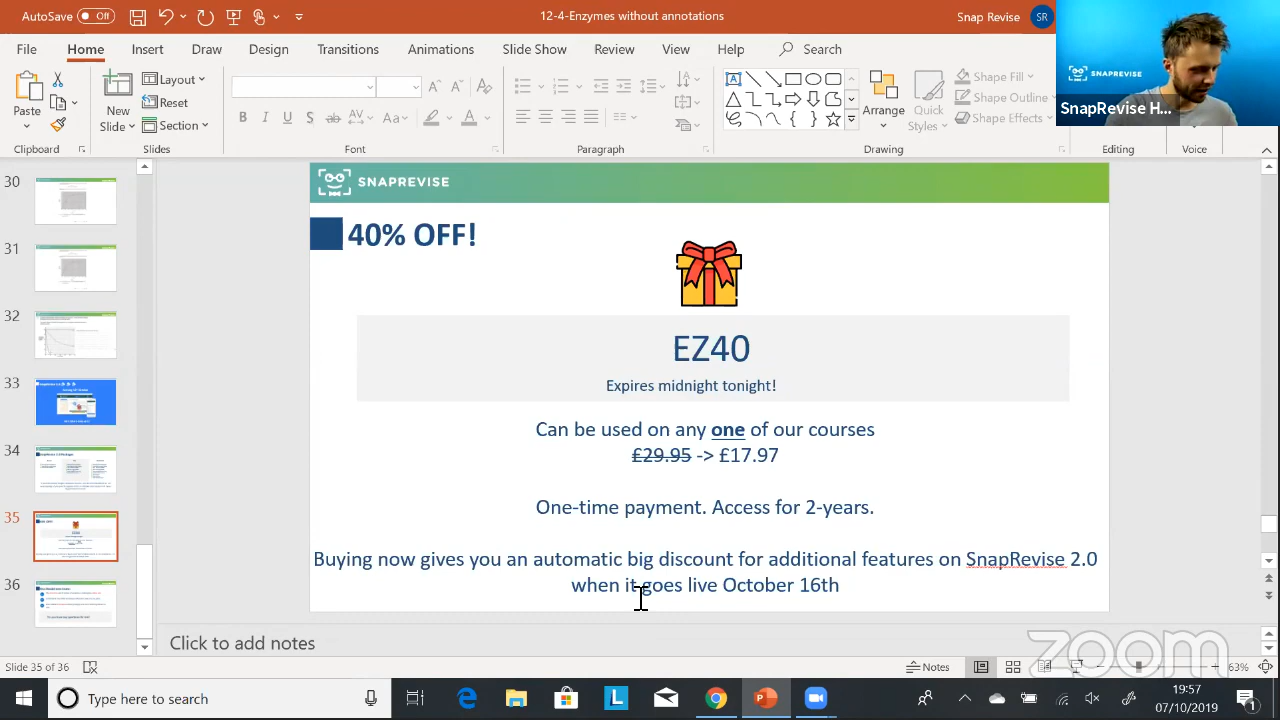 AutoSave
Off
12-4-Enzymes without annotations
Snap Revise
SR
File
Home
Insert
Draw
Design
Transitions
Animations
Slide Show
Review
View
Help
Search
Paste
New
Slide
Layout
Reset
Section
Arrange
Quick
Styles
Shape Fill
Shape Outline
Shape Effects
SNAPREVISE
SnapRevise H...
Clipboard
Slides
Font
Paragraph
Drawing
Editing
Voice
30
31
32
33
34
35
36
SNAPREVISE
40% OFF!
EZ40
Expires midnight tonight!
Can be used on any one of our courses
£29.95 -> £17.97
One-time payment. Access for 2-years.
Buying now gives you an automatic big discount for additional features on SnapRevise 2.0
when it goes live October 16th
Click to add notes
zoom
Slide 35 of 36
Notes
63%
Type here to search
19:57
07/10/2019